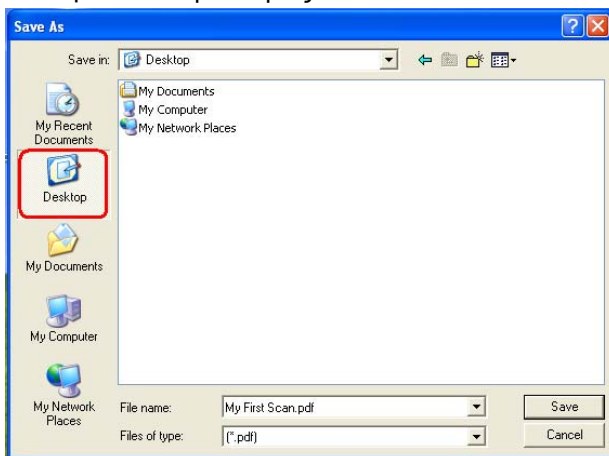 Save As
Save in:
Desktop
My Documents
My Computer
My Network Places
My Recent
Documents
Desktop
My Documents
My Computer
My Network
Places
File name:
My First Scan.pdf
Save
Files of type:
(*.pdf)
Cancel